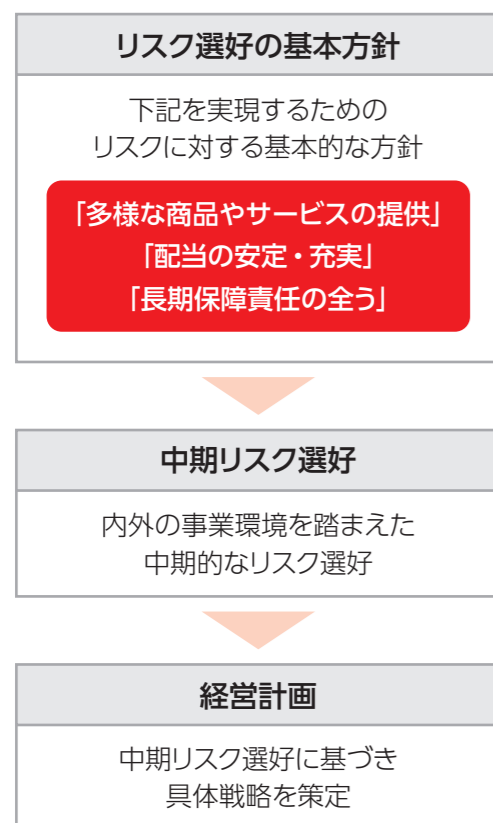 リスク選好の基本方針
下記を実現するための
リスクに対する基本的な方針
「多様な商品やサービスの提供」
「配当の安定・充実」
「長期保障責任の全う」
中期リスク選好
内外の事業環境を踏まえた
中期的なリスク選好
経営計画
中期リスク選好に基づき
具体戦略を策定